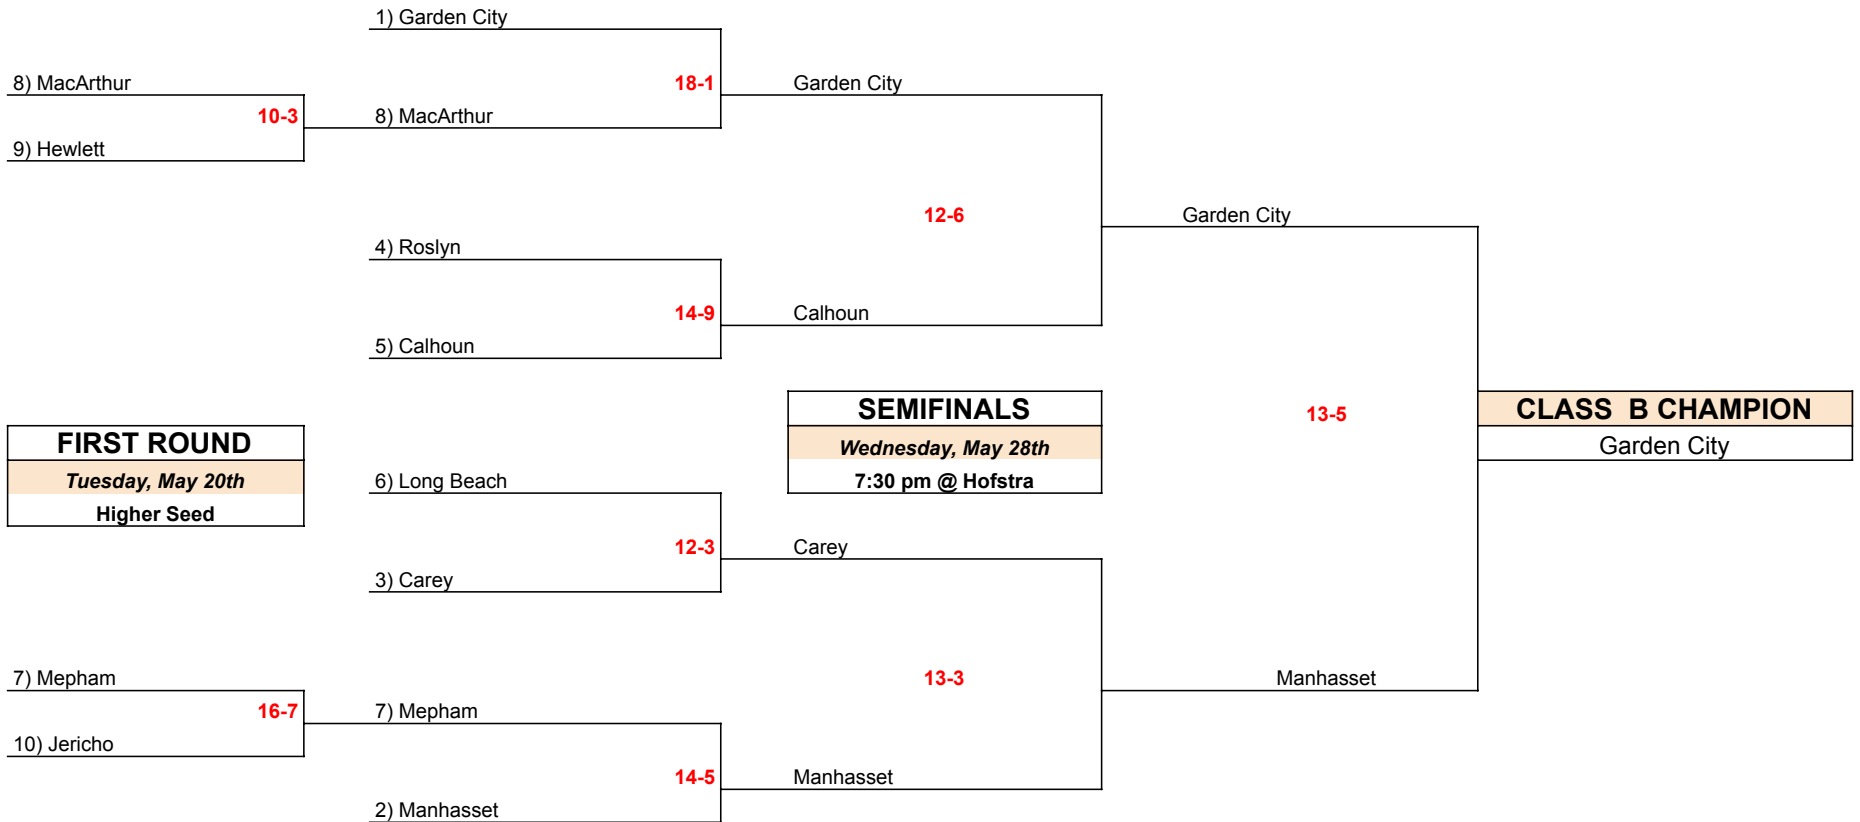 1) Garden City
8) MacArthur
18-1
Garden City
10-3
8) MacArthur
9) Hewlett
12-6
Garden City
4) Roslyn
14-9
Calhoun
5) Calhoun
SEMIFINALS
Wednesday, May 28th
7:30 pm @ Hofstra
13-5
CLASS B CHAMPION
Garden City
FIRST ROUND
Tuesday, May 20th
Higher Seed
6) Long Beach
12-3
Carey
3) Carey
7) Mepham
13-3
Manhasset
16-7
7) Mepham
10) Jericho
14-5
Manhasset
2) Manhasset